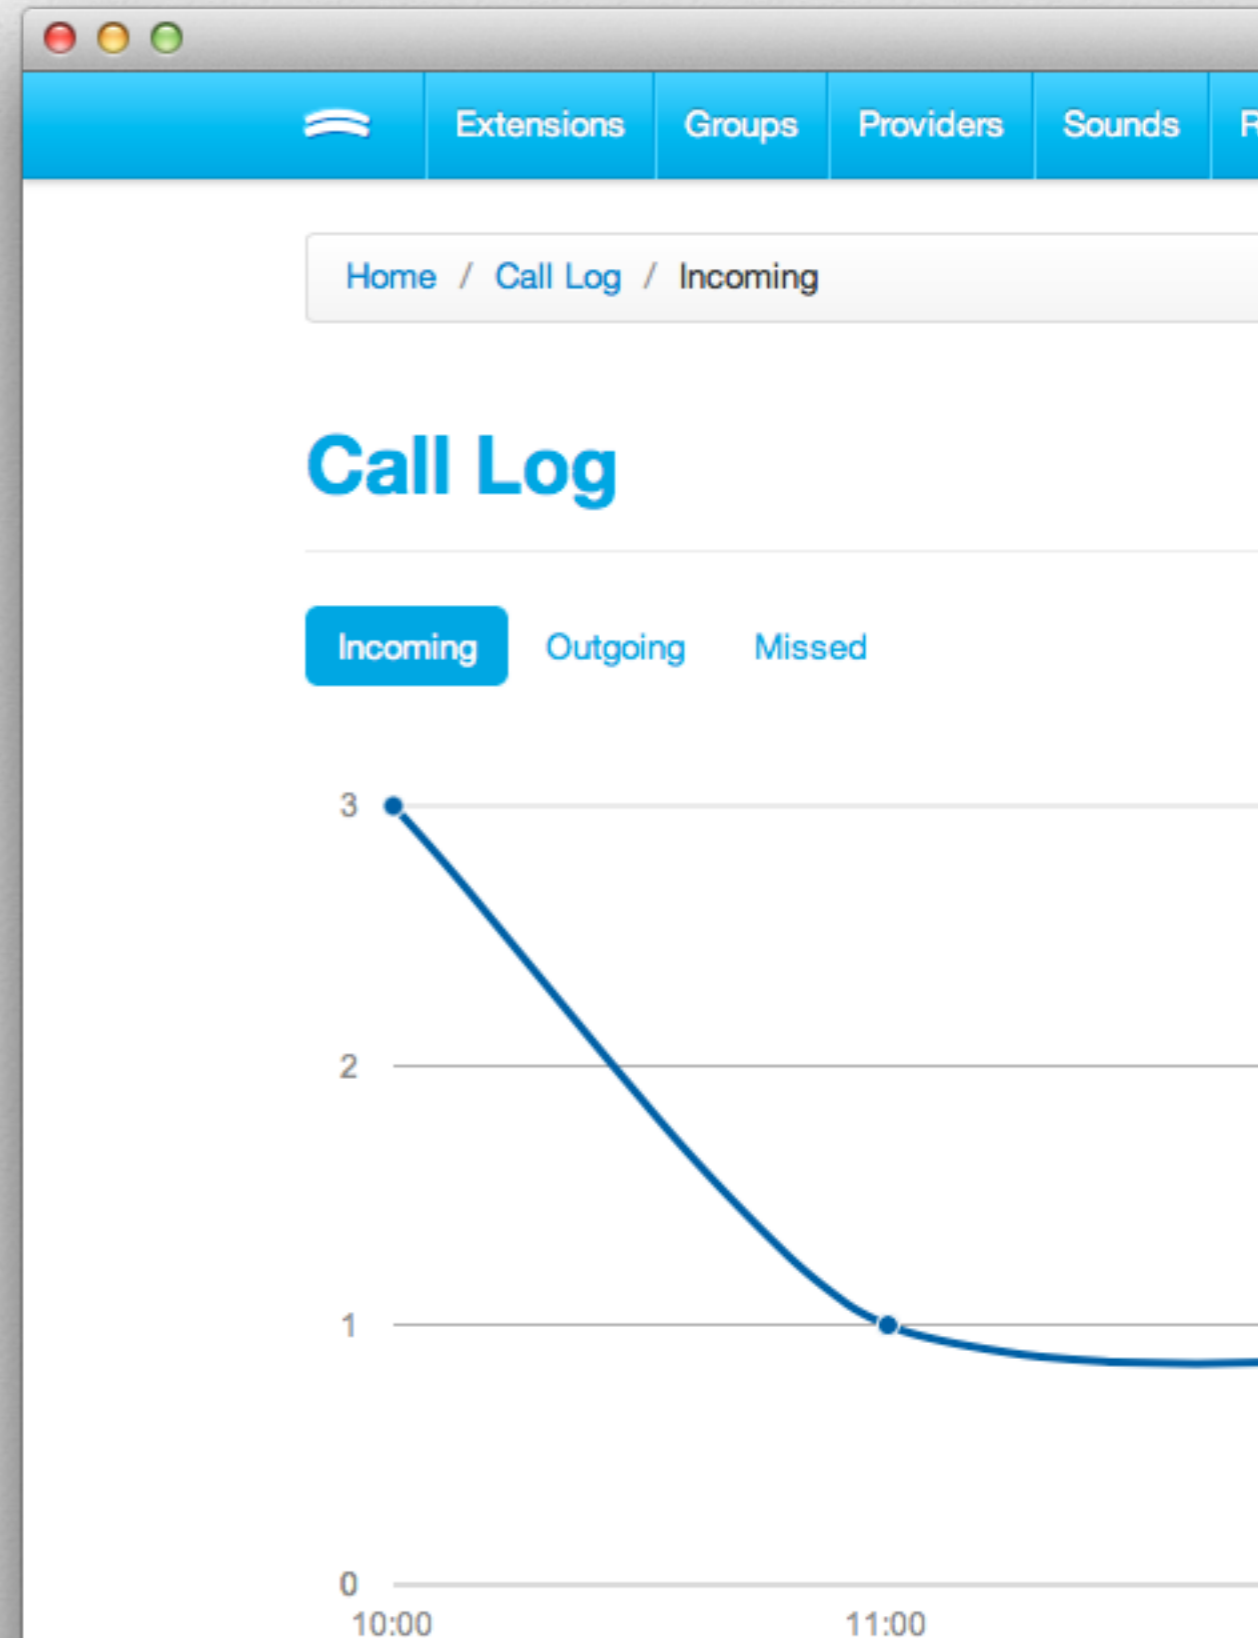 Extensions Groups Providers Sounds R
Home / Call Log / Incoming
Call Log
Incoming Outgoing Missed
3
2
1
0
10:00 11:00